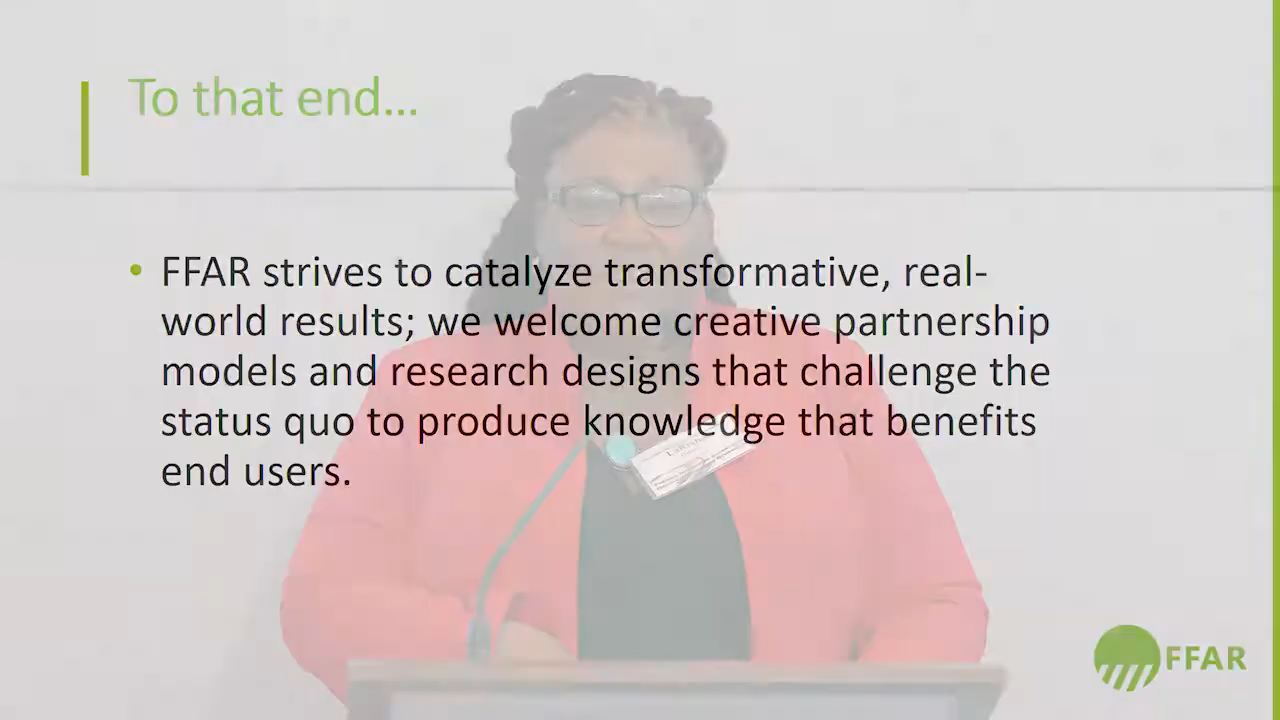 To that end...
• FFAR strives to catalyze transformative, real-
world results; we welcome creative partnership
models and research designs that challenge the
status quo to produce knowledge that benefits
end users.
FFAR